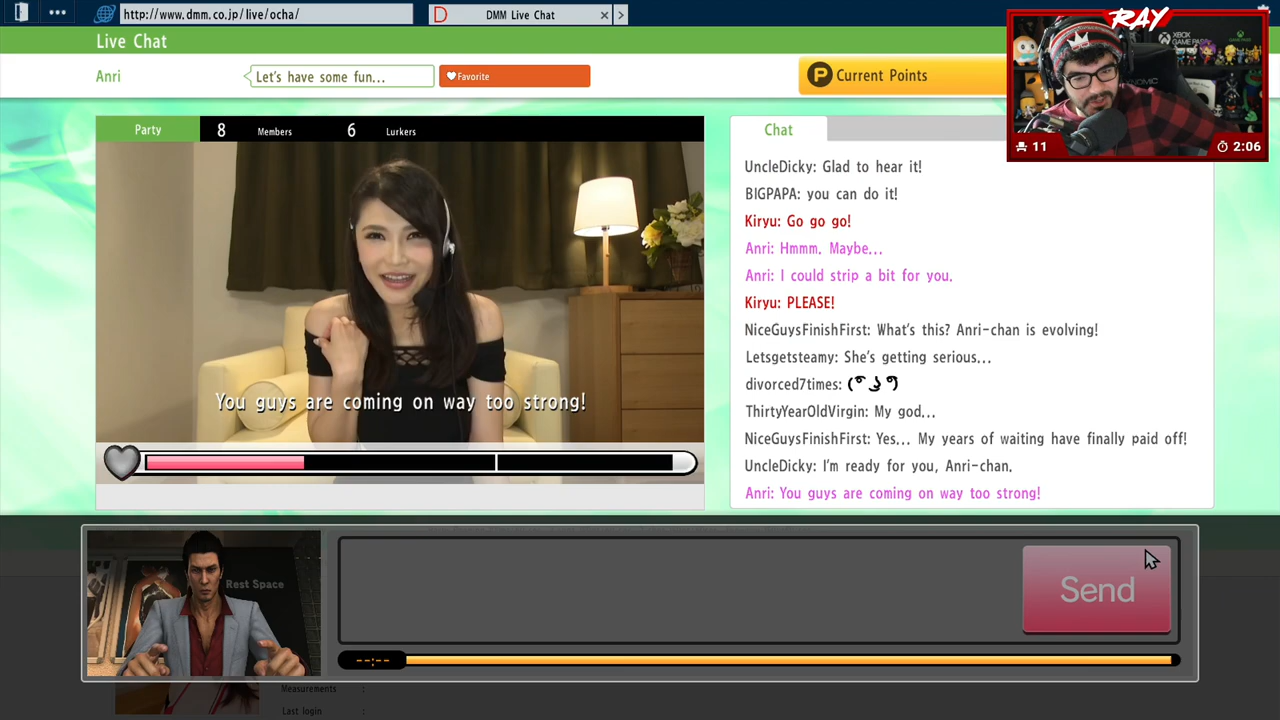 http://www.dmm.co.jp/live/ocha/
DMM Live Chat
RAY
Live Chat
XBOX GAME PASS
Anri
Let's have some fun...
Favorite
P Current Points
11
2:06
Party
8 Members
6 Lurkers
Chat
UncleDicky: Glad to hear it!
BIGPAPA: you can do it!
Kiryu: Go go go!
Anri: Hmmm. Maybe...
Anri: I could strip a bit for you.
Kiryu: PLEASE!
NiceGuysFinishFirst: What's this? Anri-chan is evolving!
Letsgetsteamy: She's getting serious...
divorced7times: ( ͡° ͜ʖ ͡°)
ThirtyYearOldVirgin: My god...
NiceGuysFinishFirst: Yes... My years of waiting have finally paid off!
UncleDicky: I'm ready for you, Anri-chan.
Anri: You guys are coming on way too strong!
You guys are coming on way too strong!
Rest Space
Send
--:--
Measurements :
Last login :